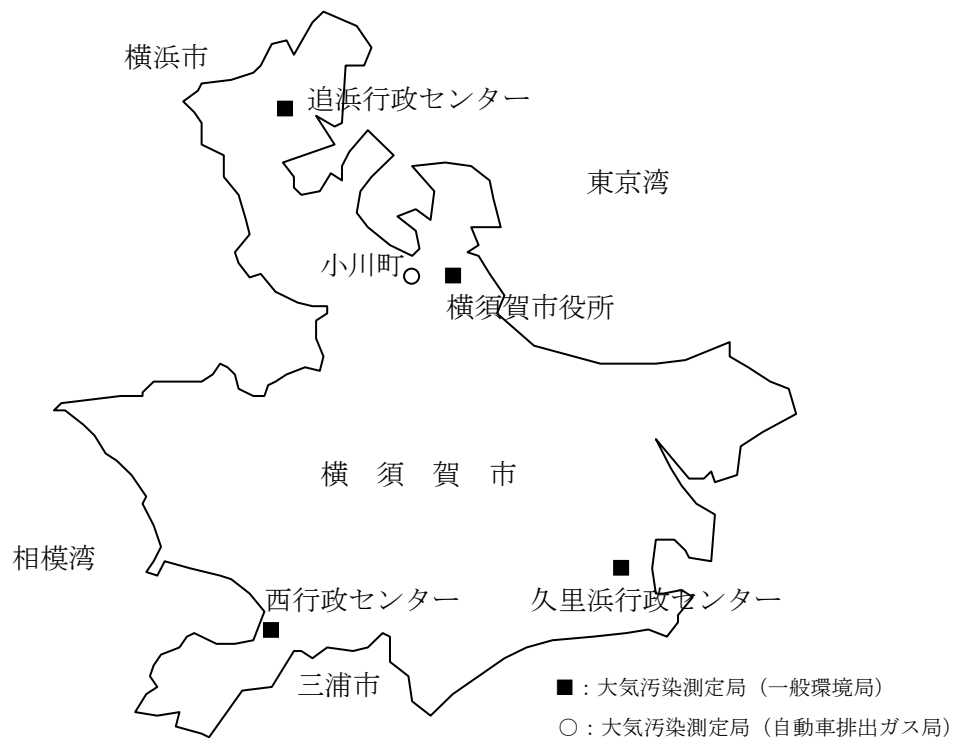 横浜市
追浜行政センター
東京湾
小川町
横須賀市役所
横 須 賀 市
相模湾
西行政センター
久里浜行政センター
三浦市
■：大気汚染測定局（一般環境局）
○：大気汚染測定局（自動車排出ガス局）